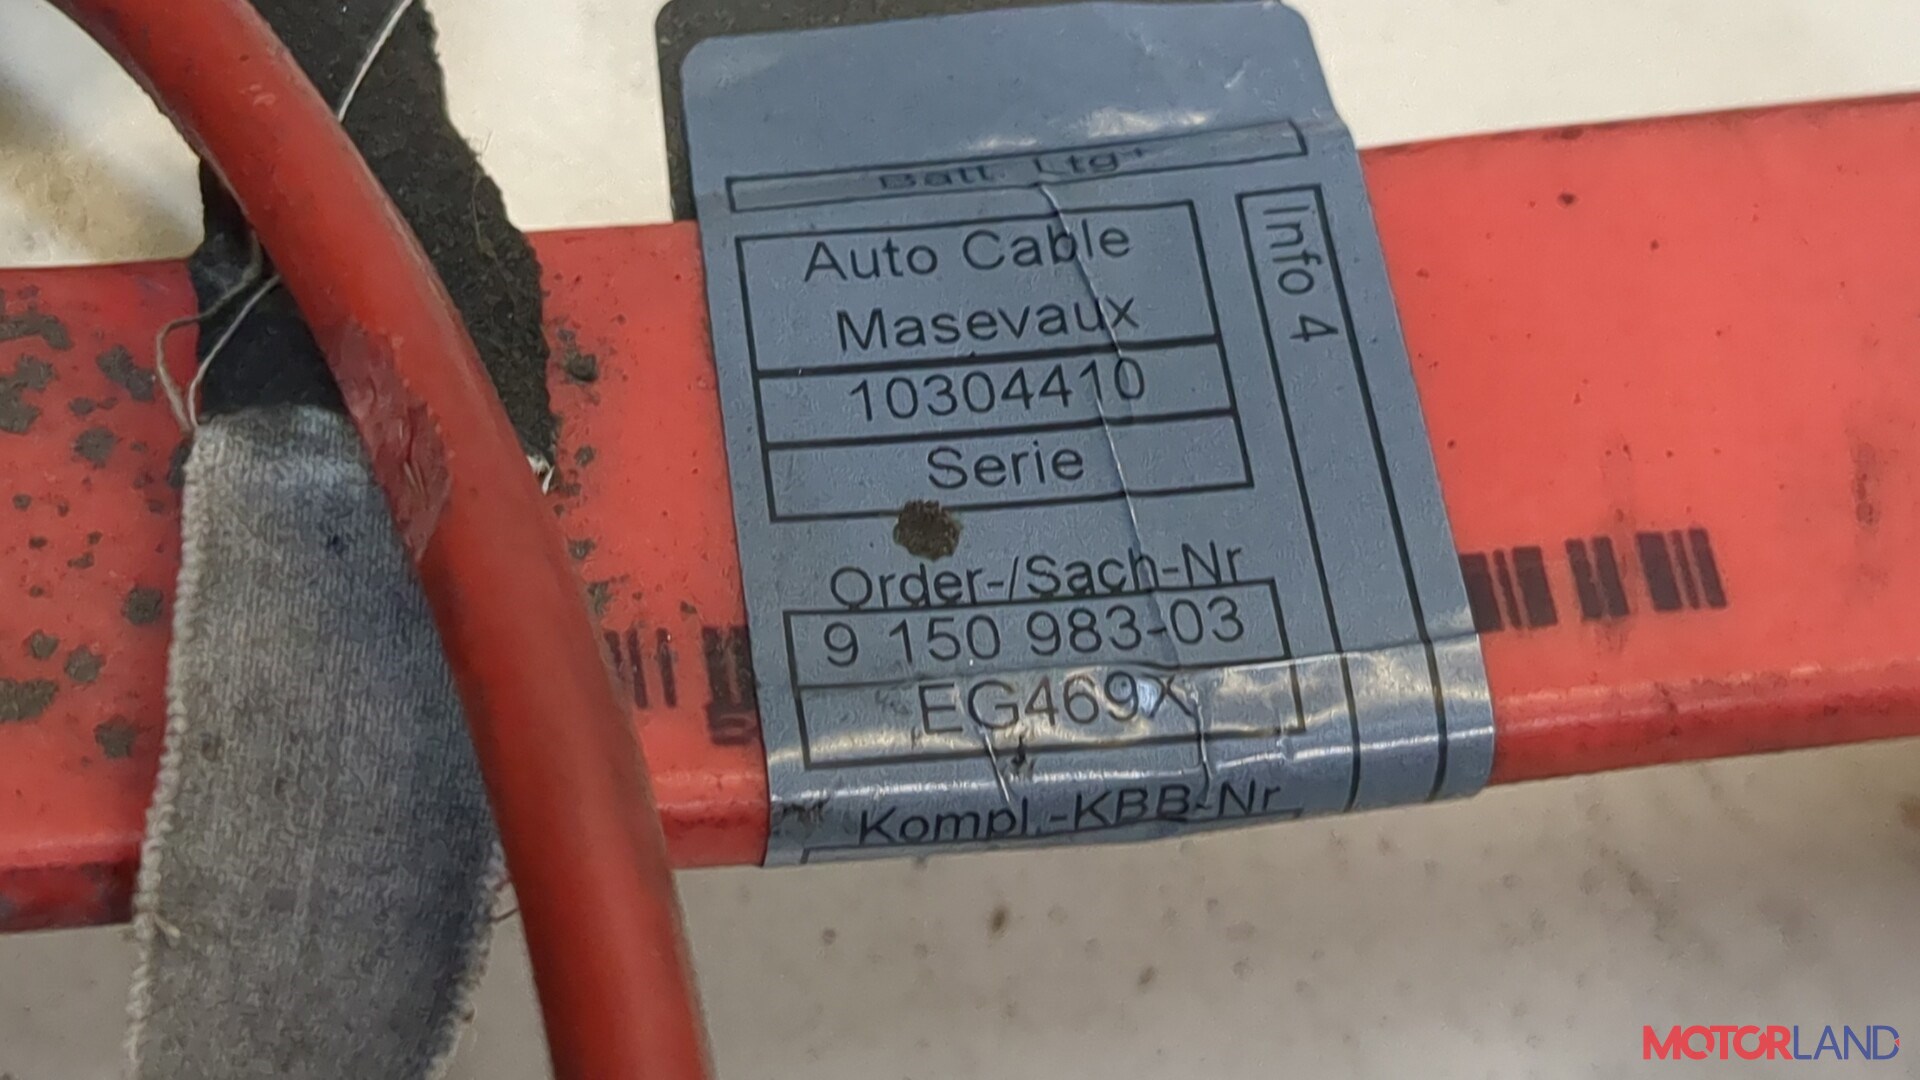 Batt. Ltg+
Auto Cable
Masevaux
10304410
Serie
Info 4
Order-/Sach-Nr
9 150 983-03
EG469X
Kompl.-KBB-Nr
MOTORLAND